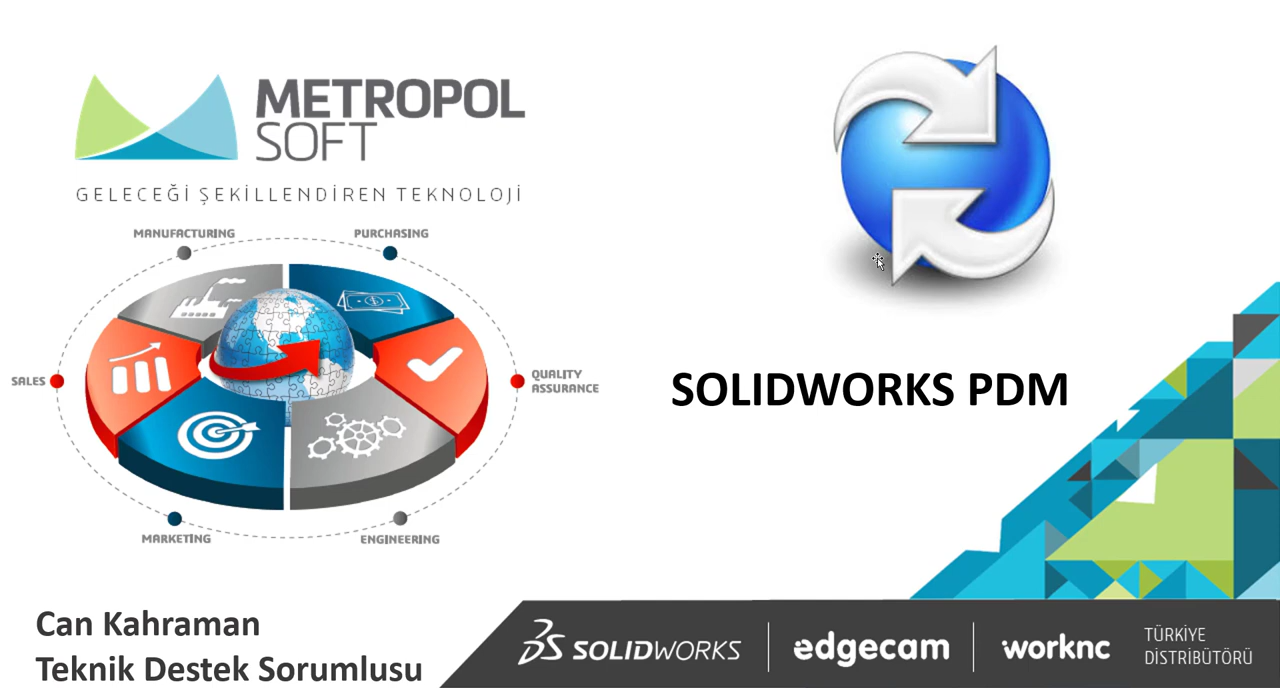 METROPOL
SOFT
GELECEĞİ ŞEKİLLENDİREN TEKNOLOJİ
MANUFACTURING
PURCHASING
SALES
QUALITY
ASSURANCE
MARKETING
ENGINEERING
SOLIDWORKS PDM
Can Kahraman
Teknik Destek Sorumlusu
3DS SOLIDWORKS
edgecam
worknc
TÜRKİYE
DİSTRİBÜTÖRÜ